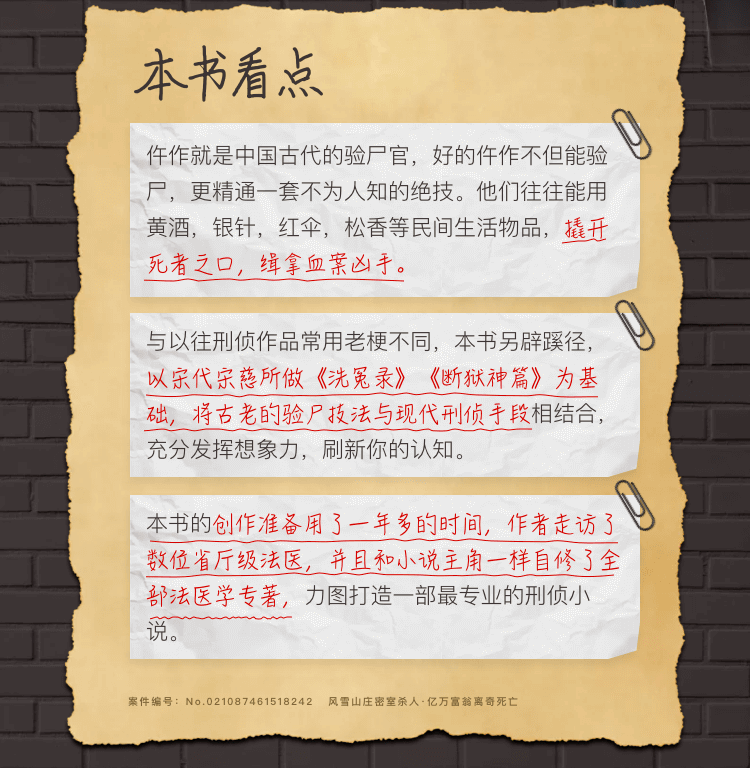 本书看点
仵作就是中国古代的验尸官，好的仵作不但能验
尸，更精通一套不为人知的绝技。他们往往能用
黄酒，银针，红伞，松香等民间生活物品，撬开
死者之口，缉拿血案凶手。
与以往刑侦作品常用老梗不同，本书另辟蹊径，
以宋代宋慈所做《洗冤录》《断狱神篇》为基
础，将古老的验尸技法与现代刑侦手段相结合，
充分发挥想象力，刷新你的认知。
本书的创作准备用了一年多的时间，作者走访了
数位省厅级法医，并且和小说主角一样自修了全
部法医学专著，力图打造一部最专业的刑侦小
说。
案件编号：No.021087461518242 风雪山庄密室杀人·亿万富翁离奇死亡